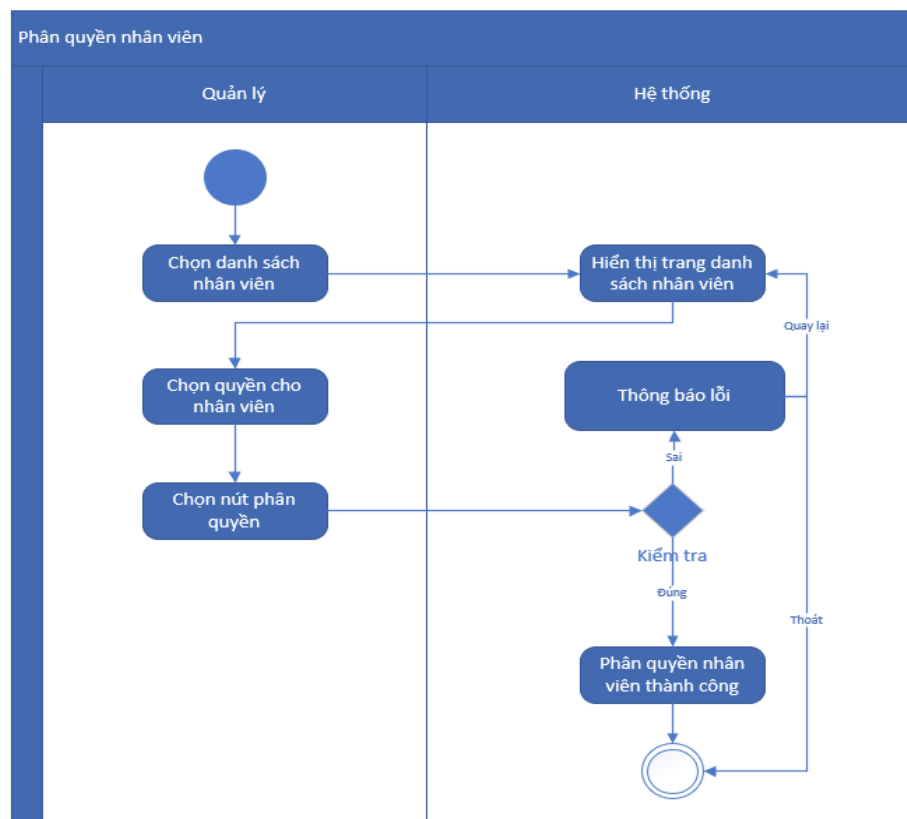 Phân quyền nhân viên
Quản lý
Hệ thống
Chọn danh sách
nhân viên
Hiển thị trang danh
sách nhân viên
Quay lại
Chọn quyền cho
nhân viên
Thông báo lỗi
Sai
Chọn nút phân
quyền
Kiểm tra
Đúng
Thoát
Phân quyền nhân
viên thành công